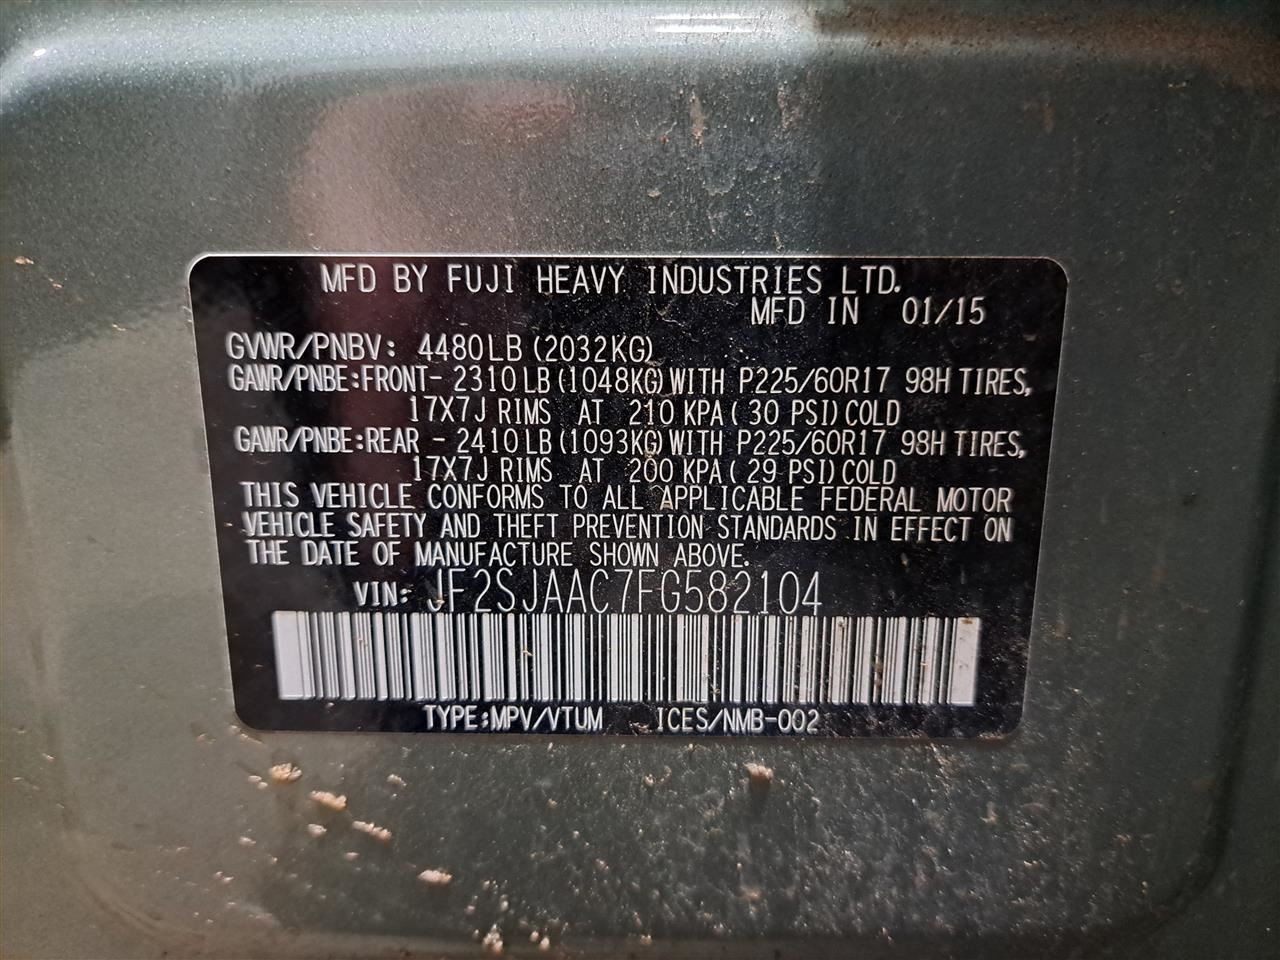 MFD BY FUJI HEAVY INDUSTRIES LTD.
MFD IN 01/15
GVWR/PNBV: 4480LB (2032KG)
GAWR/PNBE:FRONT- 2310LB (1048KG) WITH P225/60R17 98H TIRES,
17X7J RIMS AT 210 KPA ( 30 PSI) COLD
GAWR/PNBE:REAR - 2410LB (1093KG) WITH P225/60R17 98H TIRES,
17X7J RIMS AT 200 KPA ( 29 PSI) COLD
THIS VEHICLE CONFORMS TO ALL APPLICABLE FEDERAL MOTOR
VEHICLE SAFETY AND THEFT PREVENTION STANDARDS IN EFFECT ON
THE DATE OF MANUFACTURE SHOWN ABOVE.
VIN: JF2SJAAC7FG582104
TYPE:MPV/VTUM ICES/NMB-002